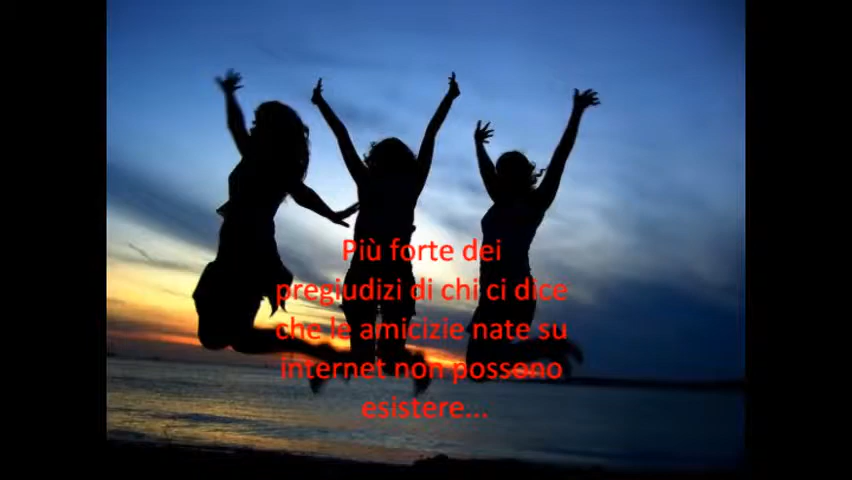 Più forte dei
pregiudizi di chi ci dice
che le amicizie nate su
internet non possono
esistere...